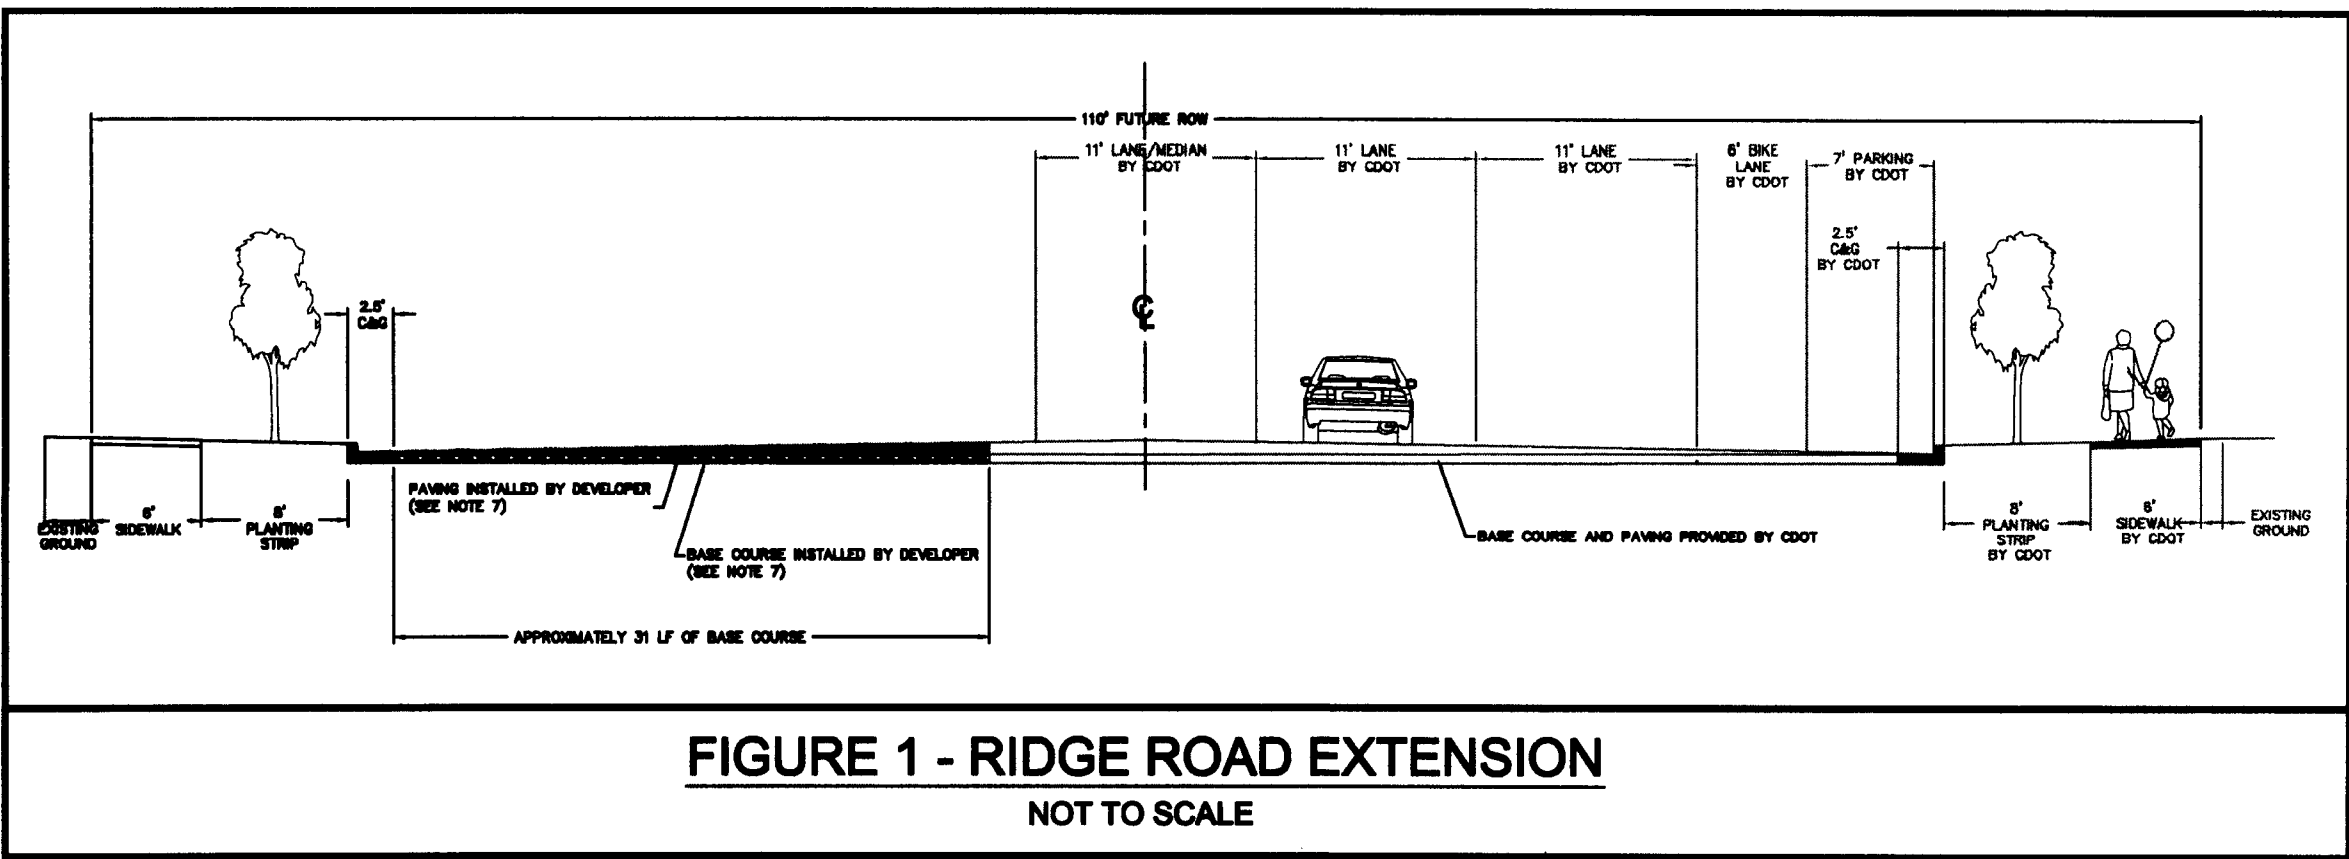 110' FUTURE ROW
11' LANE/MEDIAN
BY CDOT
11' LANE
BY CDOT
11' LANE
BY CDOT
6' BIKE
LANE
BY CDOT
7' PARKING
BY CDOT
2.5'
C&G
BY CDOT
2.5'
C&G
CL
PAVING INSTALLED BY DEVELOPER
(SEE NOTE 7)
EXISTING
GROUND
6'
SIDEWALK
8'
PLANTING
STRIP
BASE COURSE INSTALLED BY DEVELOPER
(SEE NOTE 7)
BASE COURSE AND PAVING PROVIDED BY CDOT
8'
PLANTING
STRIP
BY CDOT
6'
SIDEWALK
BY CDOT
EXISTING
GROUND
APPROXIMATELY 31 LF OF BASE COURSE
FIGURE 1 - RIDGE ROAD EXTENSION
NOT TO SCALE